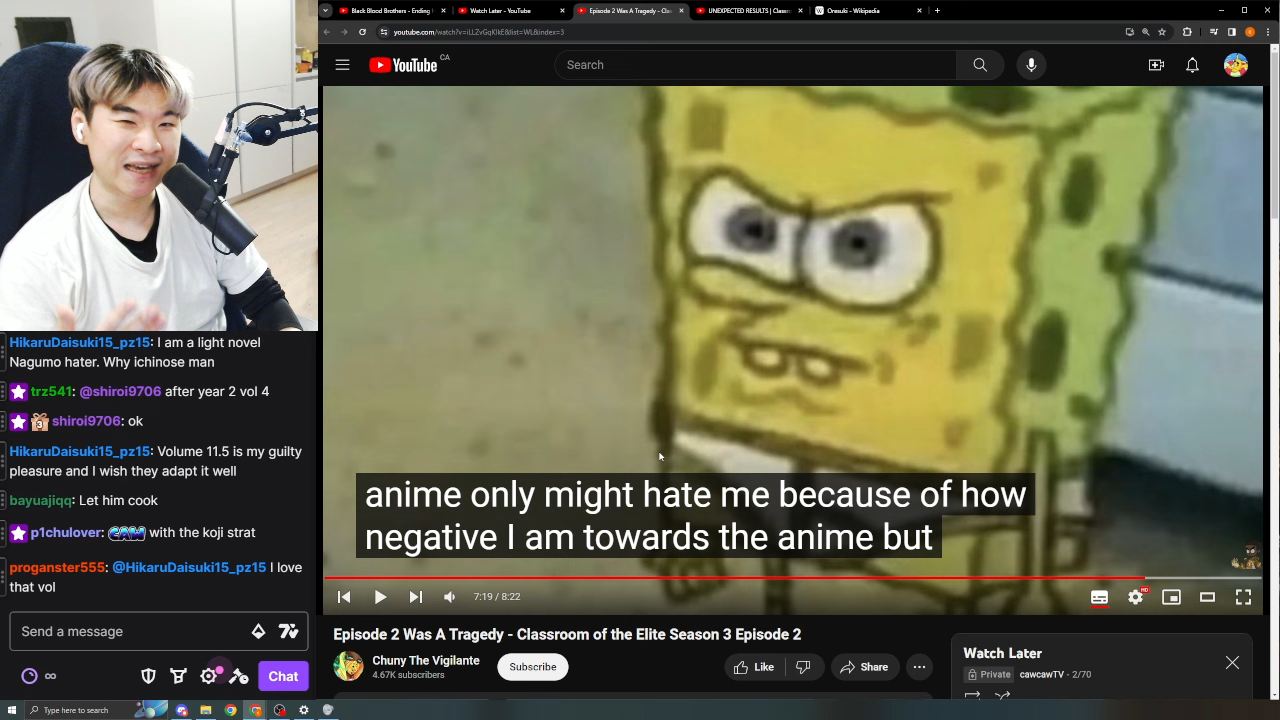 Black Blood Brothers - Ending
Watch Later - YouTube
Episode 2 Was A Tragedy - Clas
UNEXPECTED RESULTS | Classro
Oresuki - Wikipedia
youtube.com/watch?v=iLLZvGqKIkE&list=WL&index=3
YouTube CA
Search
anime only might hate me because of how
negative I am towards the anime but
7:19 / 8:22
HD
Episode 2 Was A Tragedy - Classroom of the Elite Season 3 Episode 2
Chuny The Vigilante
4.67K subscribers
Subscribe
Like
Share
Watch Later
Private cawcawTV - 2/70
HikaruDaisuki15_pz15: I am a light novel
Nagumo hater. Why ichinose man
trz541: @shiroi9706 after year 2 vol 4
3 shiroi9706: ok
HikaruDaisuki15_pz15: Volume 11.5 is my guilty
pleasure and I wish they adapt it well
bayuajiqq: Let him cook
p1chulover: CAW with the koji strat
proganster555: @HikaruDaisuki15_pz15 I love
that vol
Send a message
Chat
Type here to search